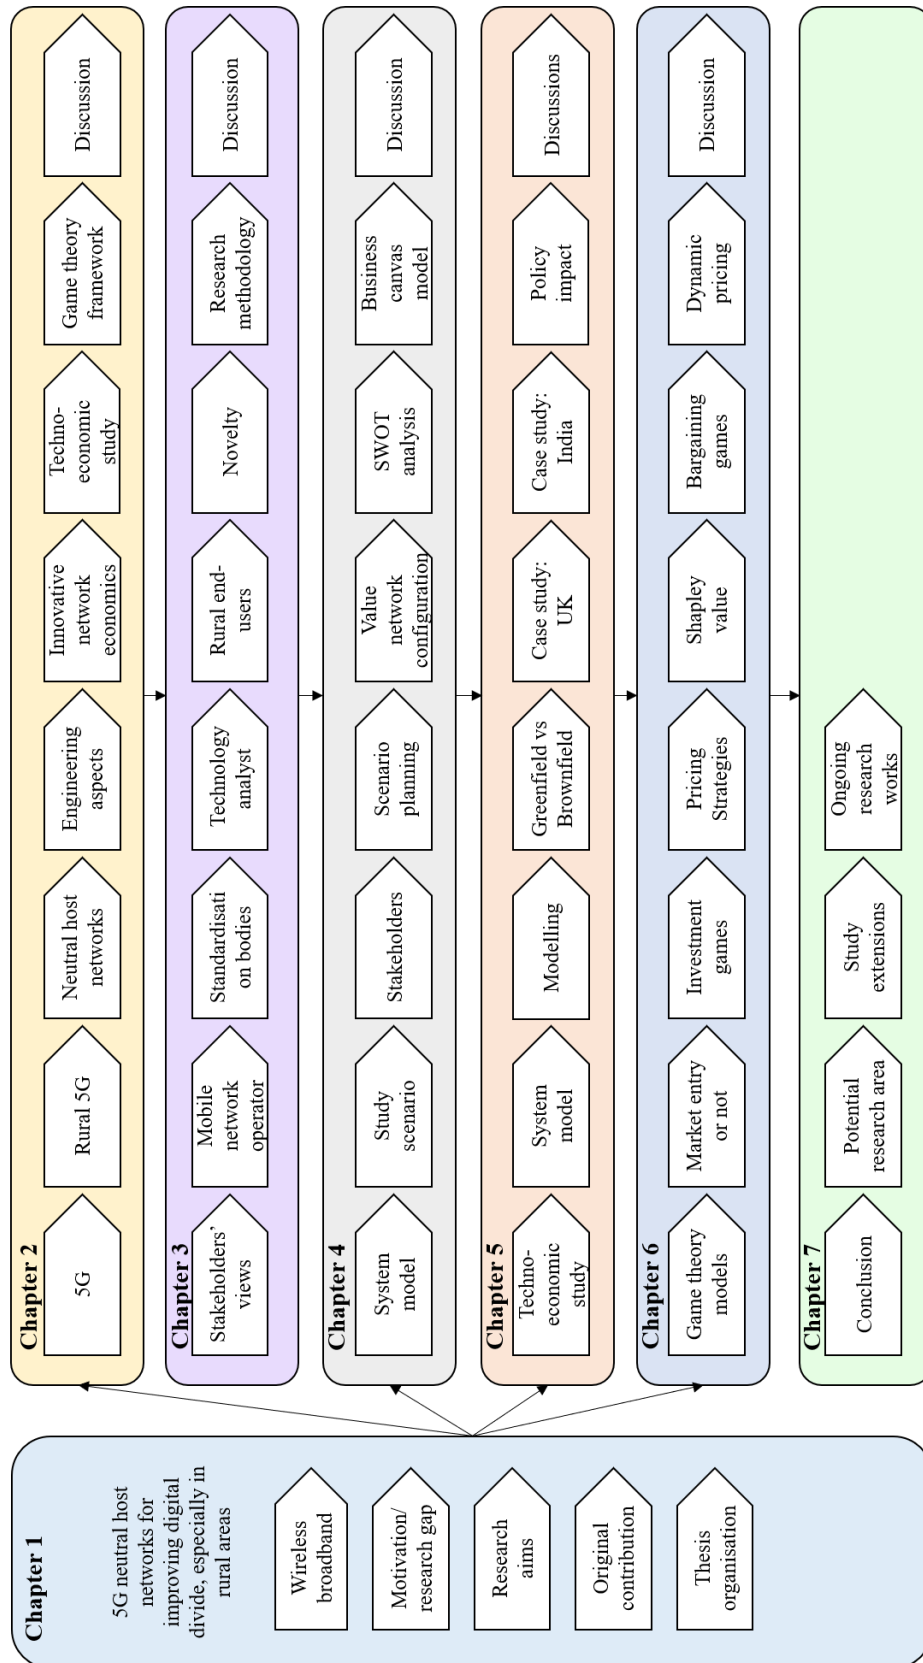 Chapter 1
5G neutral host
networks for
improving digital
divide, especially in
rural areas
Wireless
broadband
Motivation/
research gap
Research
aims
Original
contribution
Thesis
organisation
Chapter 2
5G
Rural 5G
Neutral host
networks
Engineering
aspects
Innovative
network
economics
Techno-
economic
study
Game theory
framework
Discussion
Chapter 3
Stakeholders’
views
Mobile
network
operator
Standardisati
on bodies
Technology
analyst
Rural end-
users
Novelty
Research
methodology
Discussion
Chapter 4
System
model
Study
scenario
Stakeholders
Scenario
planning
Value
network
configuration
SWOT
analysis
Business
canvas
model
Discussion
Chapter 5
Techno-
economic
study
System
model
Modelling
Greenfield vs
Brownfield
Case study:
UK
Case study:
India
Policy
impact
Discussions
Chapter 6
Game theory
models
Market entry
or not
Investment
games
Pricing
Strategies
Shapley
value
Bargaining
games
Dynamic
pricing
Discussion
Chapter 7
Conclusion
Potential
research area
Study
extensions
Ongoing
research
works